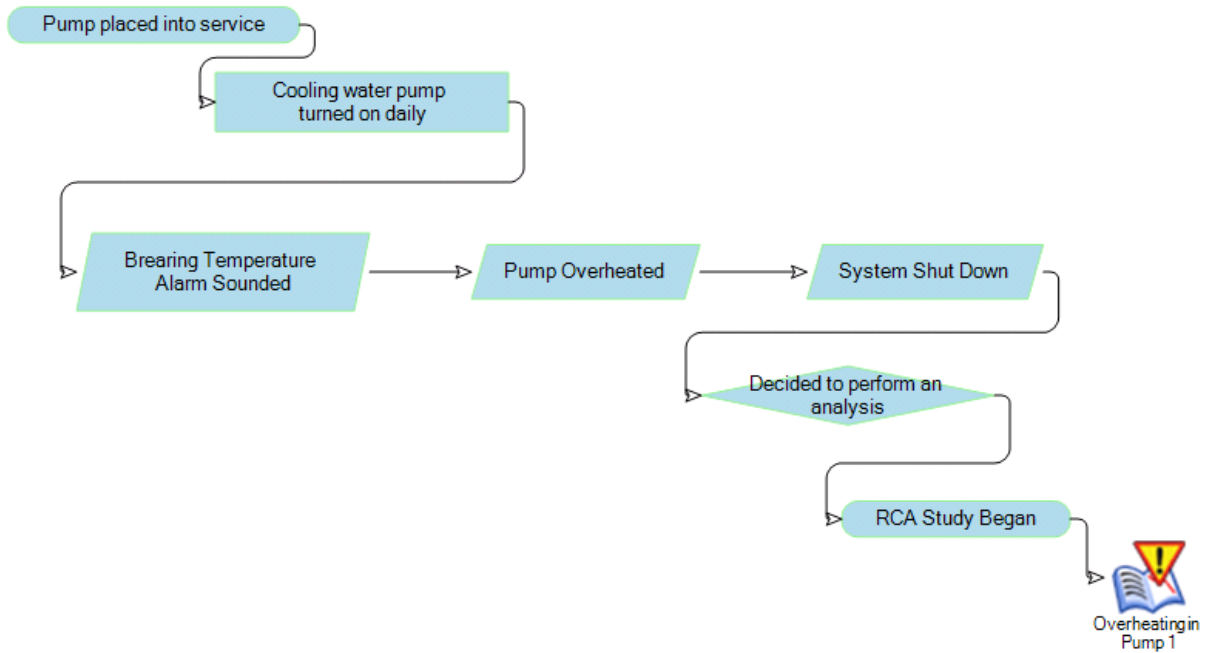 Pump placed into service
Cooling water pump
turned on daily
Brearing Temperature
Alarm Sounded
Pump Overheated
System Shut Down
Decided to perform an
analysis
RCA Study Began
Overheating in
Pump 1